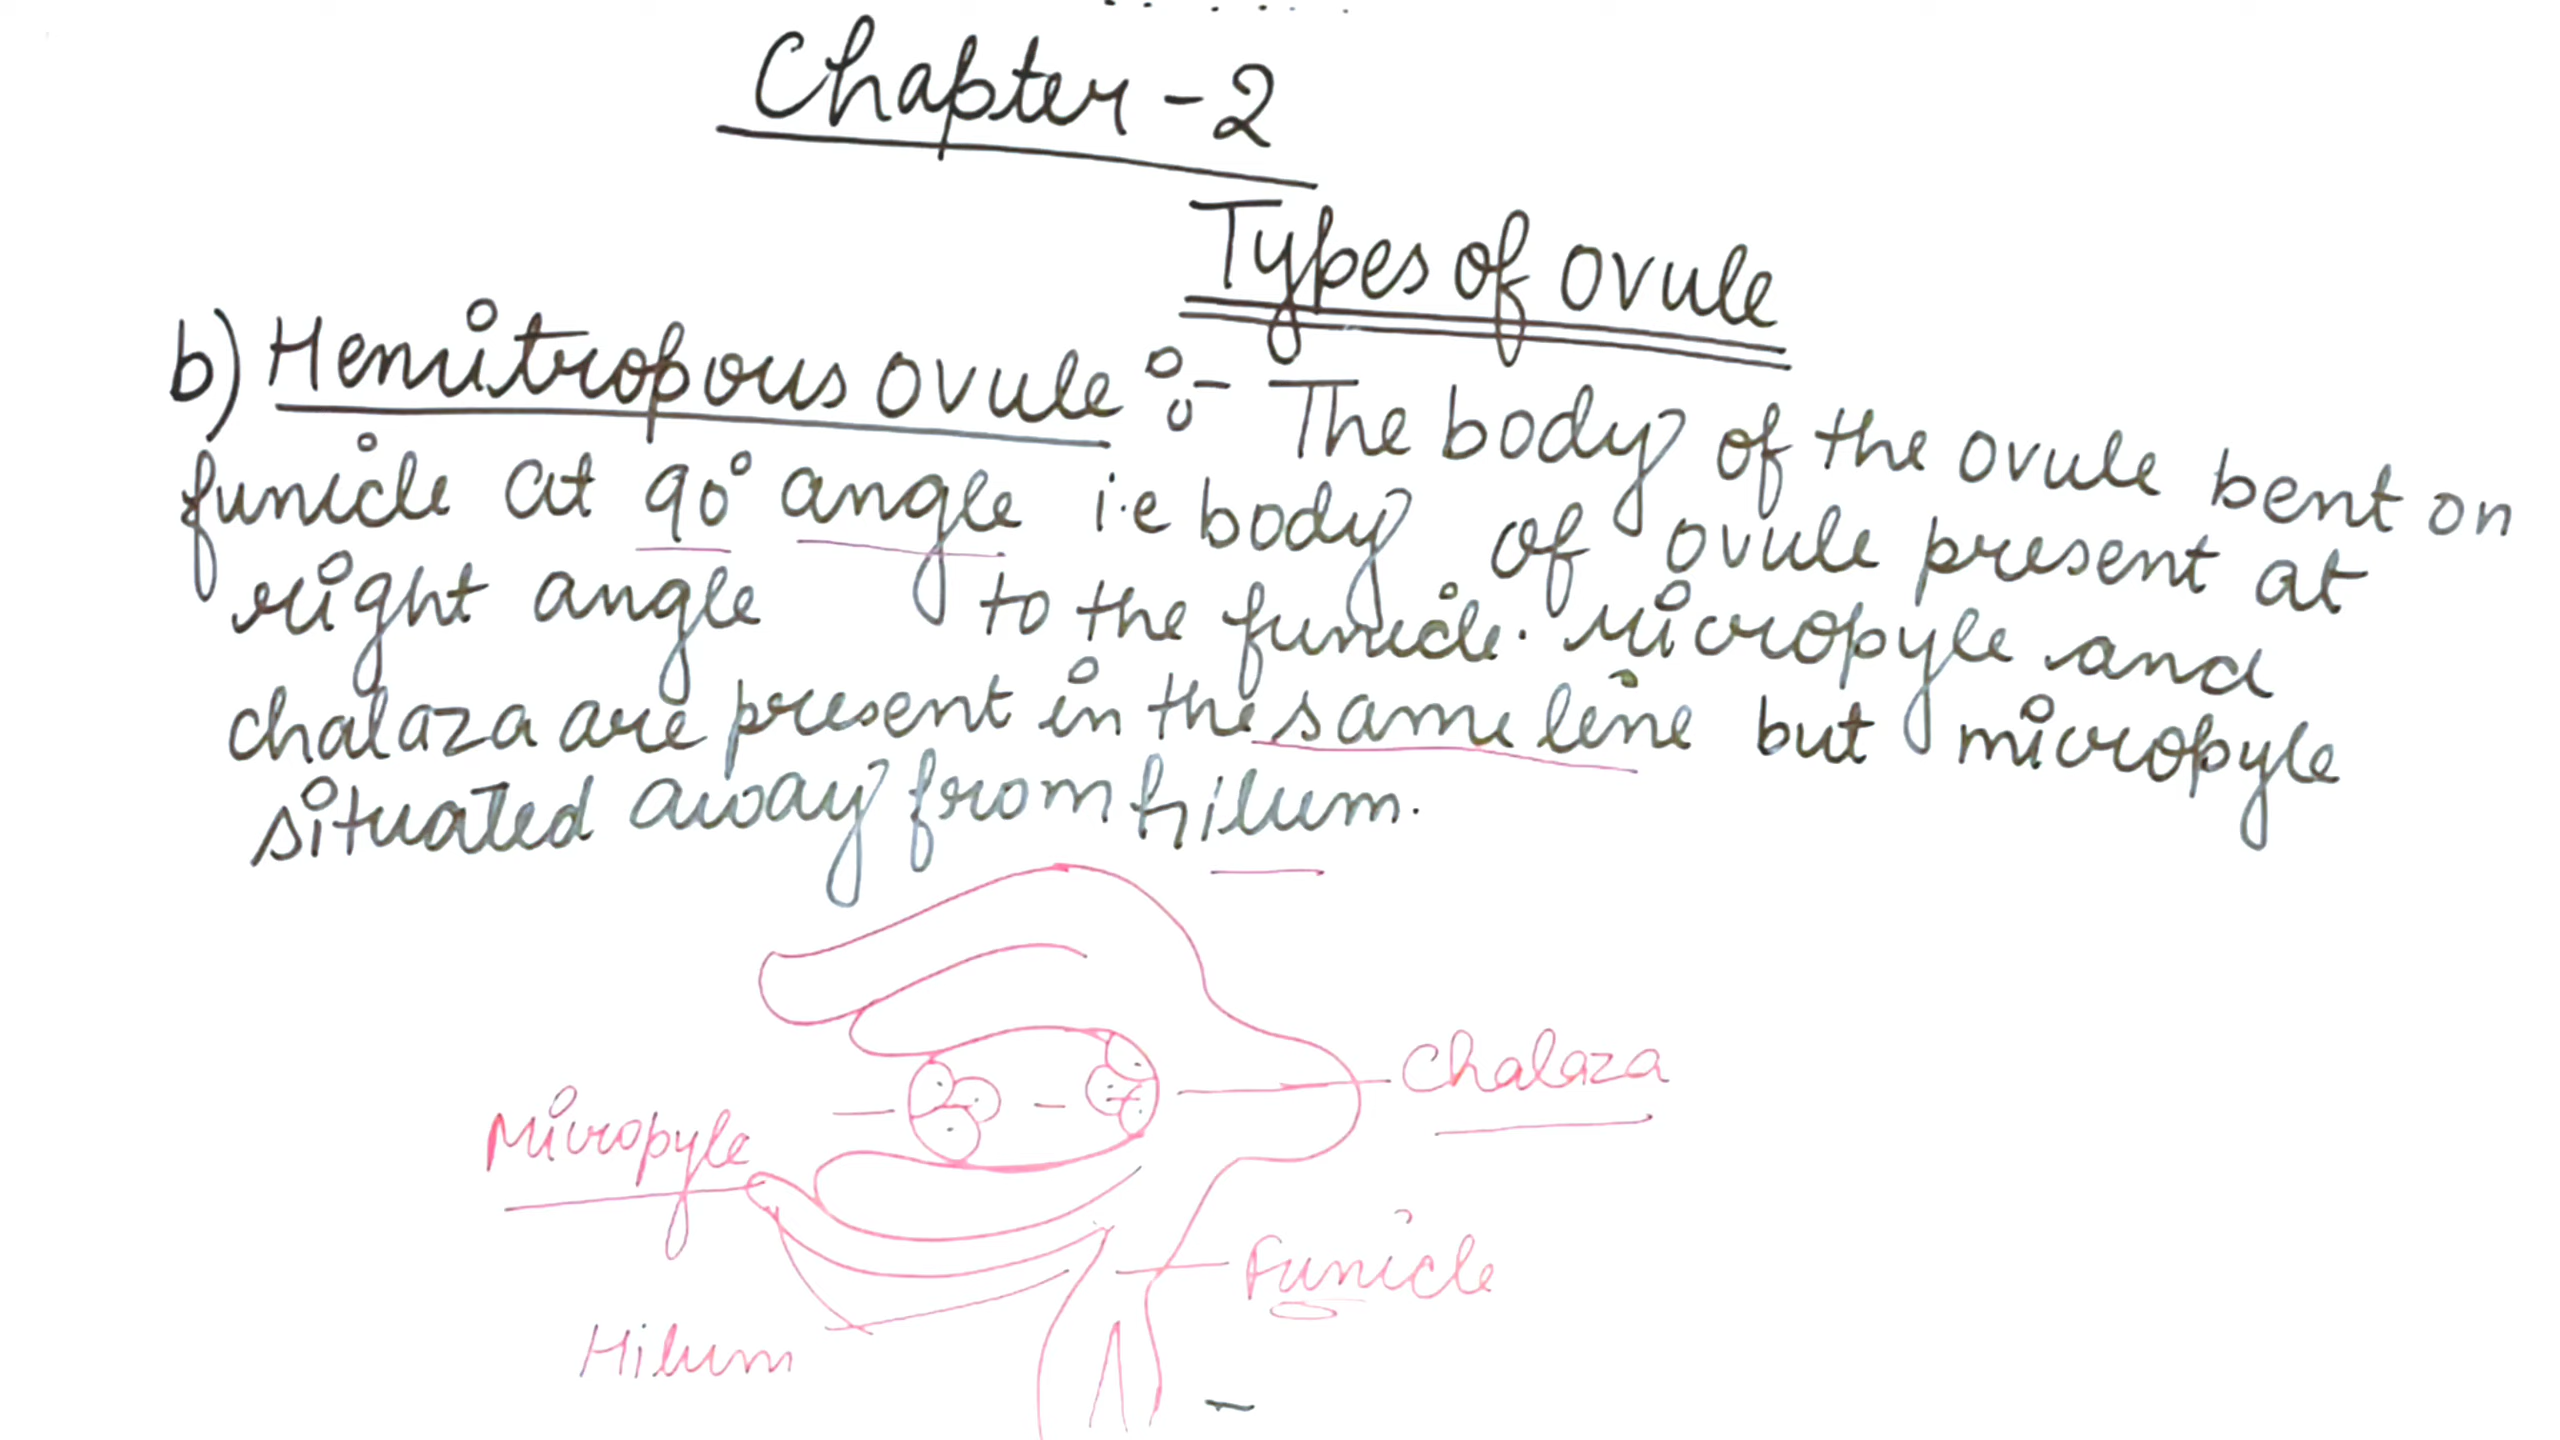 Chapter - 2
Types of ovule
b) Hemitropous ovule :- The body of the ovule bent on
funicle at 90° angle i.e body of ovule present at
right angle to the funicle. Micropyle and
chalaza are present in the same line but micropyle
situated away from hilum.
Chalaza
Micropyle
Funicle
Hilum